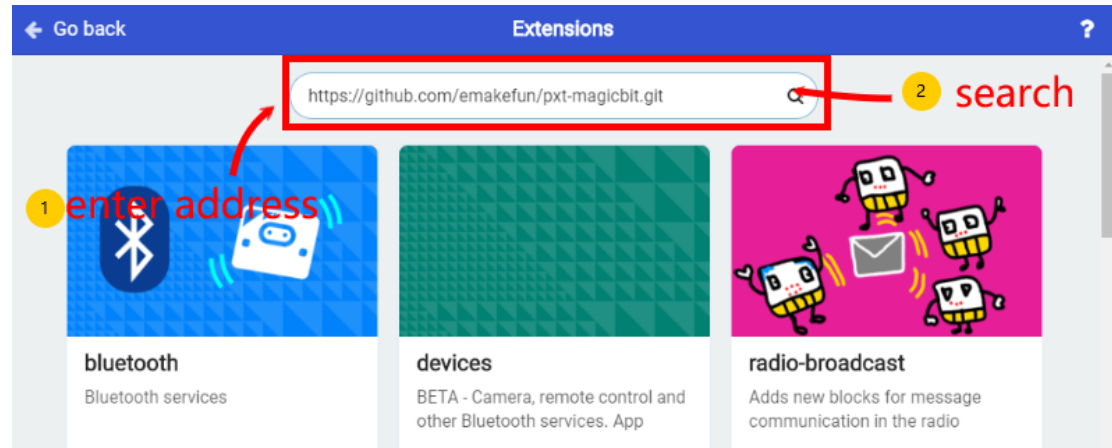 Go back
Extensions
?
https://github.com/emakefun/pxt-magicbit.git
2 search
1 enter address
bluetooth
Bluetooth services
devices
BETA - Camera, remote control and
other Bluetooth services. App
radio-broadcast
Adds new blocks for message
communication in the radio